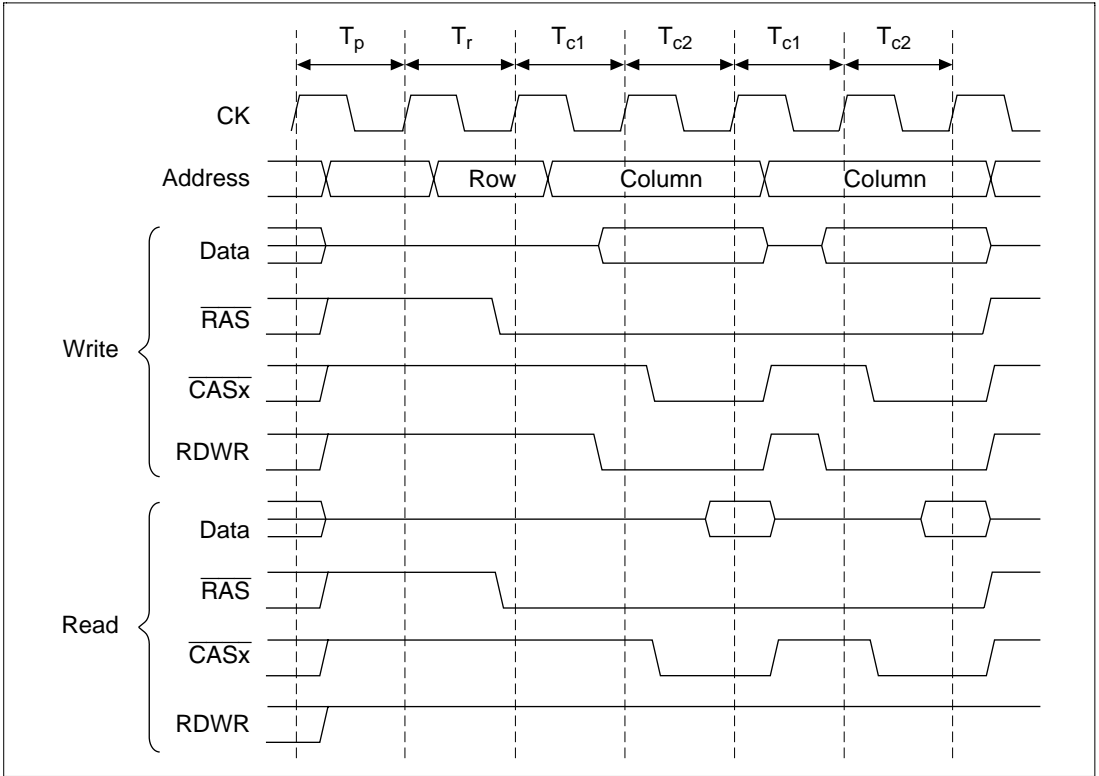 Tp Tr Tc1 Tc2 Tc1 Tc2
CK
Address Row Column Column
Data
RAS
Write
CASx
RDWR
Data
RAS
Read
CASx
RDWR